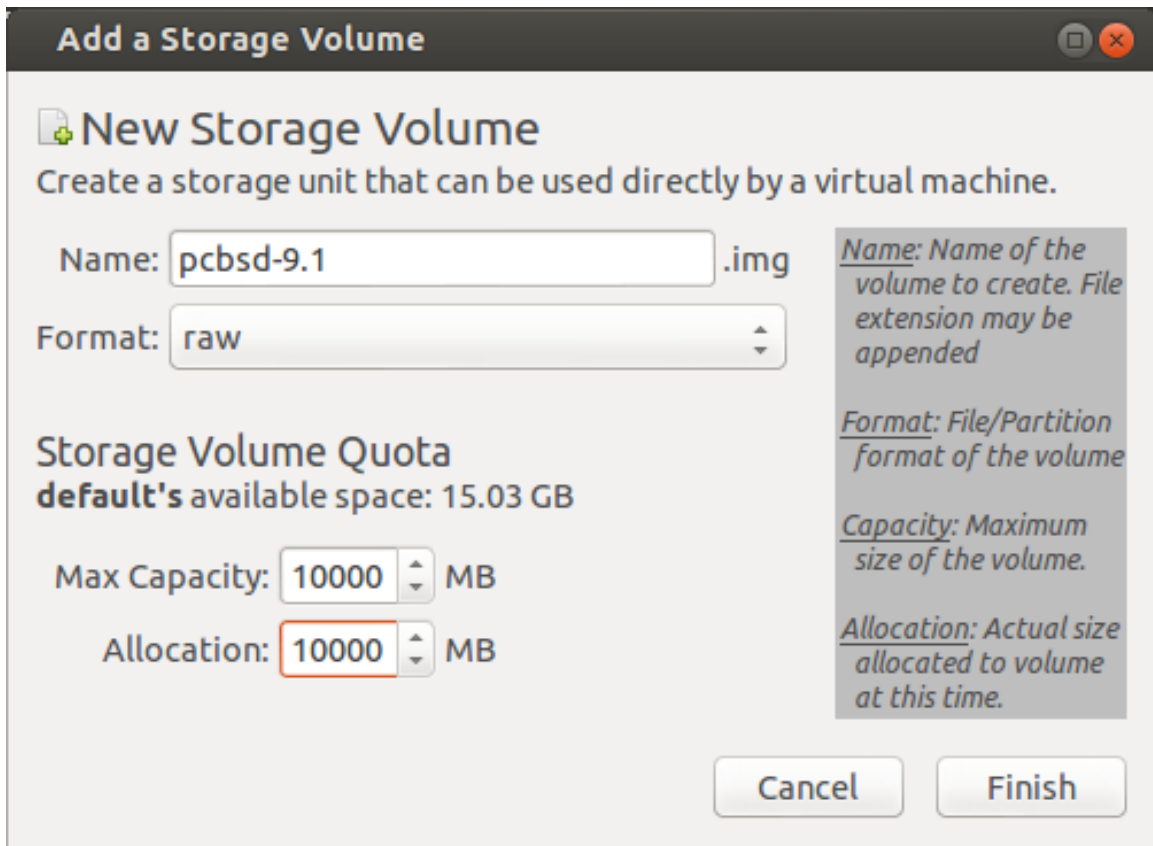 Add a Storage Volume
New Storage Volume
Create a storage unit that can be used directly by a virtual machine.
Name: pcbsd-9.1 .img
Format: raw
Name: Name of the
volume to create. File
extension may be
appended
Format: File/Partition
format of the volume
Capacity: Maximum
size of the volume.
Allocation: Actual size
allocated to volume
at this time.
Storage Volume Quota
default's available space: 15.03 GB
Max Capacity: 10000 MB
Allocation: 10000 MB
Cancel Finish